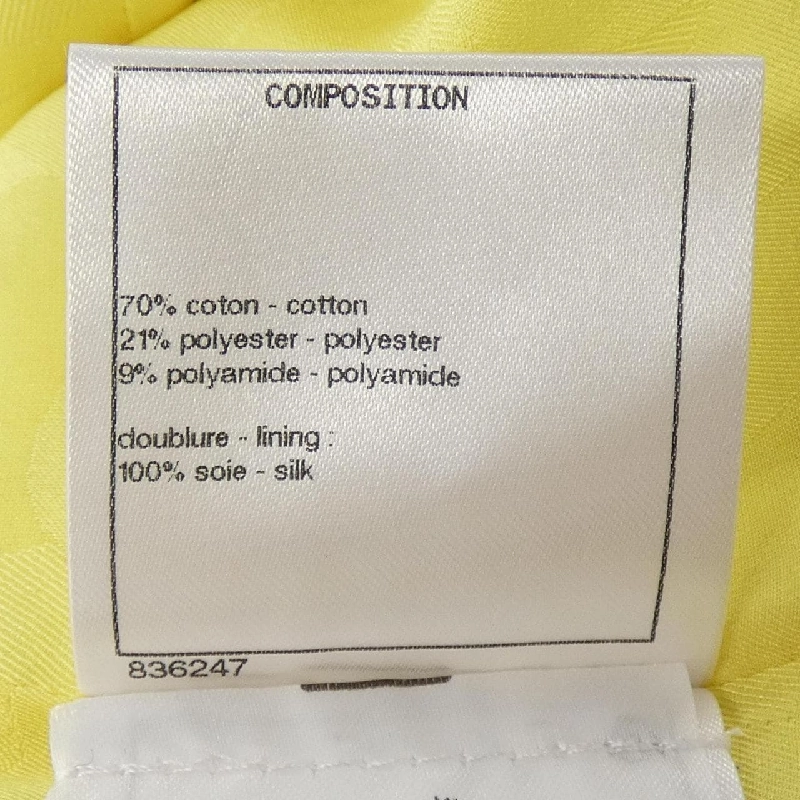 COMPOSITION
70% coton - cotton
21% polyester - polyester
9% polyamide - polyamide
doublure - lining :
100% soie - silk
836247